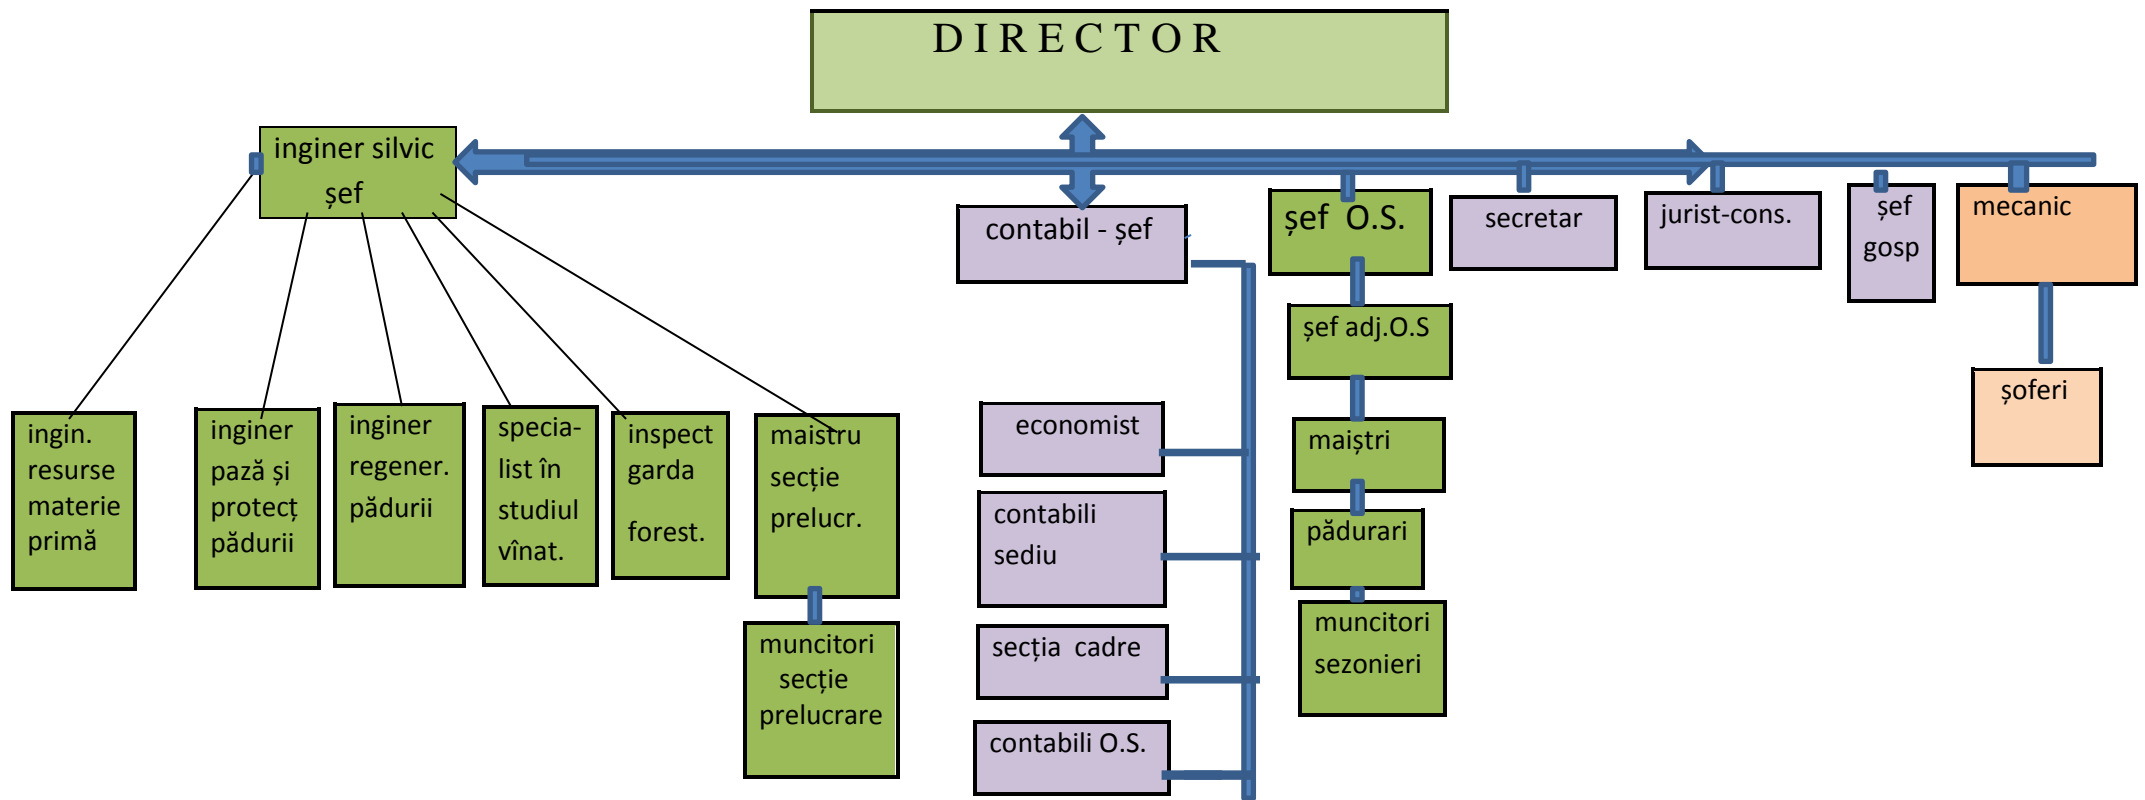 D I R E C T O R
inginer silvic
șef
contabil - șef
șef O.S.
secretar
jurist-cons.
șef
gosp
mecanic
șef adj.O.S
șoferi
ingin.
resurse
materie
primă
inginer
pază și
protecț
pădurii
inginer
regener.
pădurii
specia-
list în
studiul
vînat.
inspect
garda
forest.
maistru
secție
prelucr.
economist
maiștri
contabili
sediu
pădurari
muncitori
secție
prelucrare
secția cadre
muncitori
sezonieri
contabili O.S.